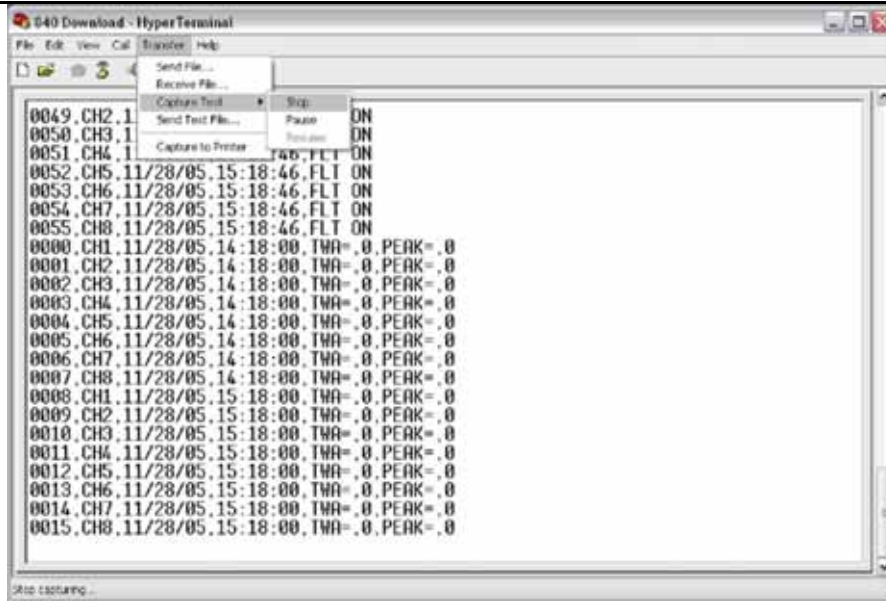 040 Download - HyperTerminal
File Edit View Call Transfer Help
Send File...
Receive File...
Capture Text
Send Text File...
Capture to Printer
Stop
Pause
Resume
0049,CH2,1 ON
0050,CH3,1 ON
0051,CH4,1 :46,FLT ON
0052,CH5,11/28/05,15:18:46,FLT ON
0053,CH6,11/28/05,15:18:46,FLT ON
0054,CH7,11/28/05,15:18:46,FLT ON
0055,CH8,11/28/05,15:18:46,FLT ON
0000,CH1,11/28/05,14:18:00,TWA=,0,PEAK=,0
0001,CH2,11/28/05,14:18:00,TWA=,0,PEAK=,0
0002,CH3,11/28/05,14:18:00,TWA=,0,PEAK=,0
0003,CH4,11/28/05,14:18:00,TWA=,0,PEAK=,0
0004,CH5,11/28/05,14:18:00,TWA=,0,PEAK=,0
0005,CH6,11/28/05,14:18:00,TWA=,0,PEAK=,0
0006,CH7,11/28/05,14:18:00,TWA=,0,PEAK=,0
0007,CH8,11/28/05,14:18:00,TWA=,0,PEAK=,0
0008,CH1,11/28/05,15:18:00,TWA=,0,PEAK=,0
0009,CH2,11/28/05,15:18:00,TWA=,0,PEAK=,0
0010,CH3,11/28/05,15:18:00,TWA=,0,PEAK=,0
0011,CH4,11/28/05,15:18:00,TWA=,0,PEAK=,0
0012,CH5,11/28/05,15:18:00,TWA=,0,PEAK=,0
0013,CH6,11/28/05,15:18:00,TWA=,0,PEAK=,0
0014,CH7,11/28/05,15:18:00,TWA=,0,PEAK=,0
0015,CH8,11/28/05,15:18:00,TWA=,0,PEAK=,0
Stop capturing...